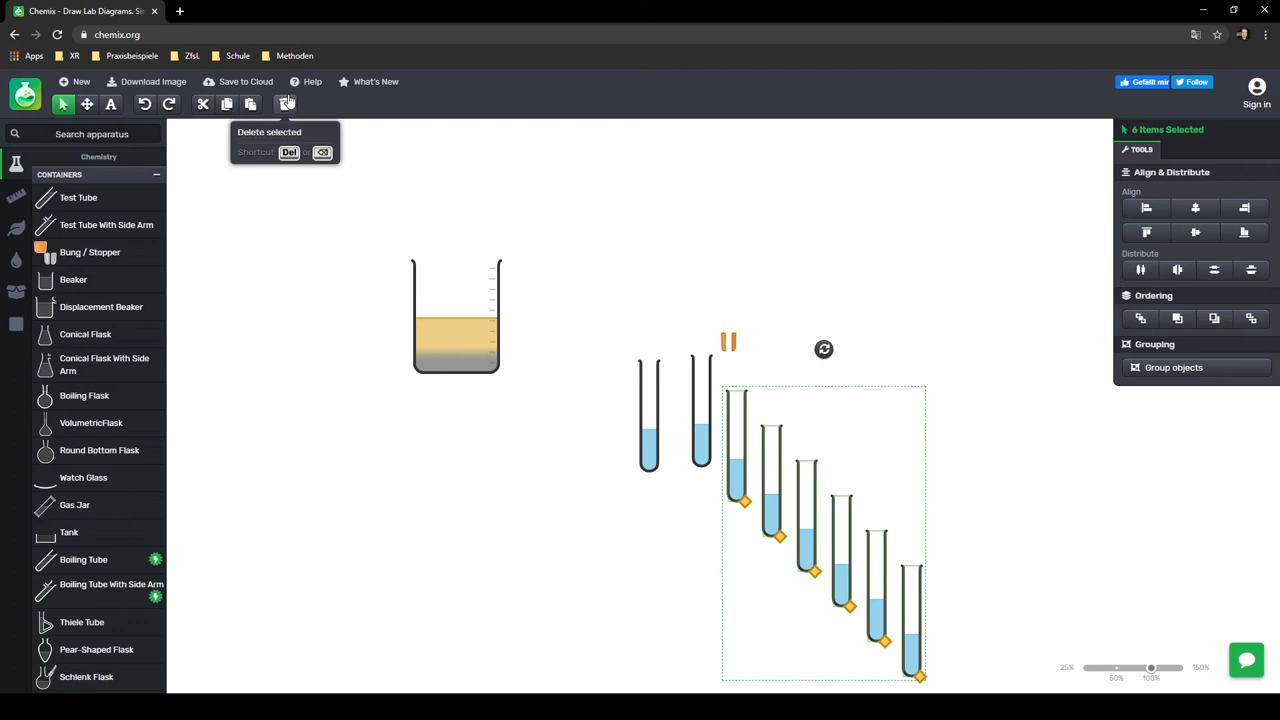 Chemix - Draw Lab Diagrams. Sim
chemix.org
Apps
XR
Praxisbeispiele
ZfsL
Schule
Methoden
New
Download Image
Save to Cloud
Help
What's New
Gefällt mir
Follow
Sign in
A
Search apparatus
Delete selected
Shortcut: Del or
6 Items Selected
TOOLS
Align & Distribute
Align
Distribute
Ordering
Grouping
Group objects
Chemistry
CONTAINERS
Test Tube
Test Tube With Side Arm
Bung / Stopper
Beaker
Displacement Beaker
Conical Flask
Conical Flask With Side
Arm
Boiling Flask
VolumetricFlask
Round Bottom Flask
Watch Glass
Gas Jar
Tank
Boiling Tube
Boiling Tube With Side Arm
Thiele Tube
Pear-Shaped Flask
Schlenk Flask
25%
150%
50%
100%